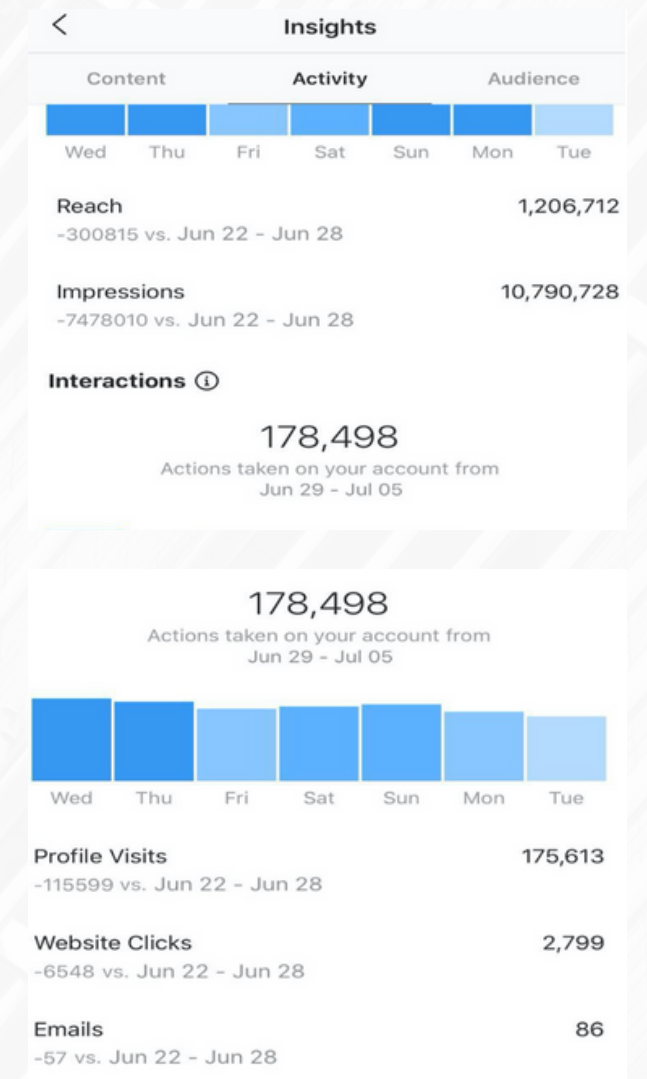 Insights
Content Activity Audience
Wed Thu Fri Sat Sun Mon Tue
Reach 1,206,712
-300815 vs. Jun 22 - Jun 28
Impressions 10,790,728
-7478010 vs. Jun 22 - Jun 28
Interactions
178,498
Actions taken on your account from
Jun 29 - Jul 05
178,498
Actions taken on your account from
Jun 29 - Jul 05
Wed Thu Fri Sat Sun Mon Tue
Profile Visits 175,613
-115599 vs. Jun 22 - Jun 28
Website Clicks 2,799
-6548 vs. Jun 22 - Jun 28
Emails 86
-57 vs. Jun 22 - Jun 28